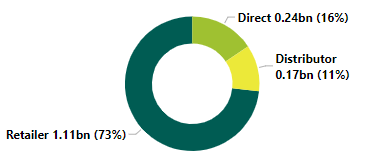 Direct 0.24bn (16%)
Distributor
0.17bn (11%)
Retailer 1.11bn (73%)